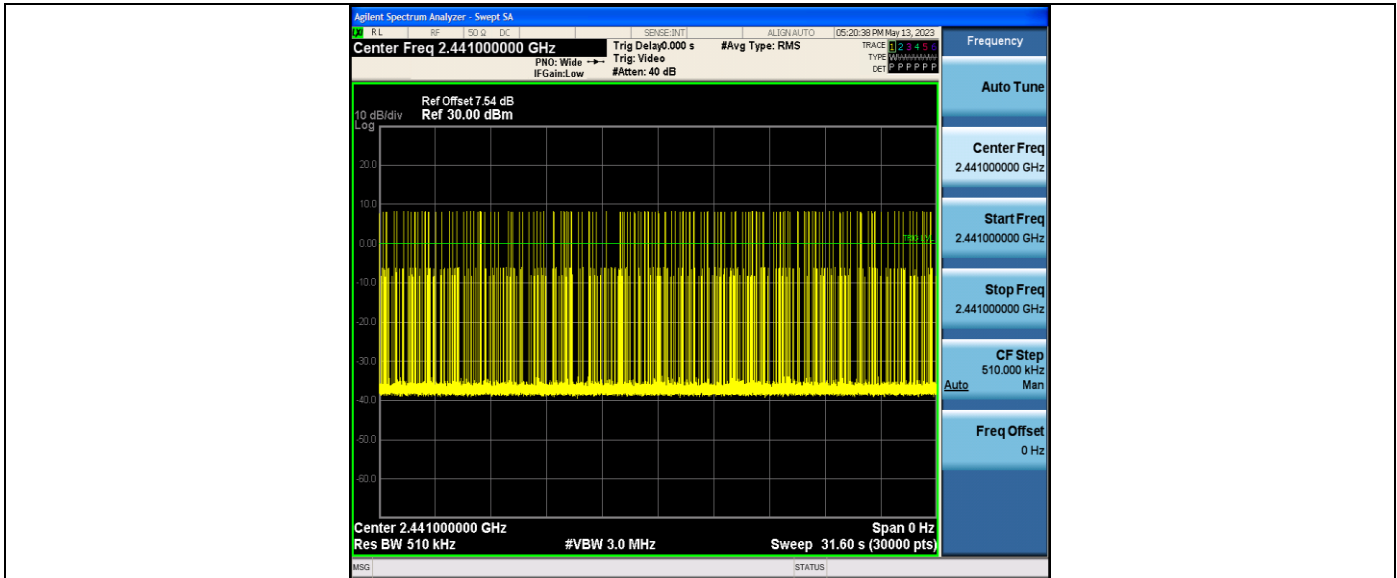 Agilent Spectrum Analyzer - Swept SA
RL RF 50 Ω DC SENSE:INT ALIGN AUTO 05:20:38 PM May 13, 2023
Center Freq 2.441000000 GHz
Trig Delay0.000 s #Avg Type: RMS
TRACE 1 2 3 4 5 6
PNO: Wide
Trig: Video
TYPE WWWWWW
IFGain:Low
#Atten: 40 dB
DET P P P P P P
Ref Offset 7.54 dB
10 dB/div Ref 30.00 dBm
Log
20.0
10.0
0.00
TRIG LVL
-10.0
-20.0
-30.0
-40.0
-50.0
-60.0
Center 2.441000000 GHz Span 0 Hz
Res BW 510 kHz #VBW 3.0 MHz Sweep 31.60 s (30000 pts)
MSG STATUS
Frequency
Auto Tune
Center Freq
2.441000000 GHz
Start Freq
2.441000000 GHz
Stop Freq
2.441000000 GHz
CF Step
510.000 kHz
Auto Man
Freq Offset
0 Hz